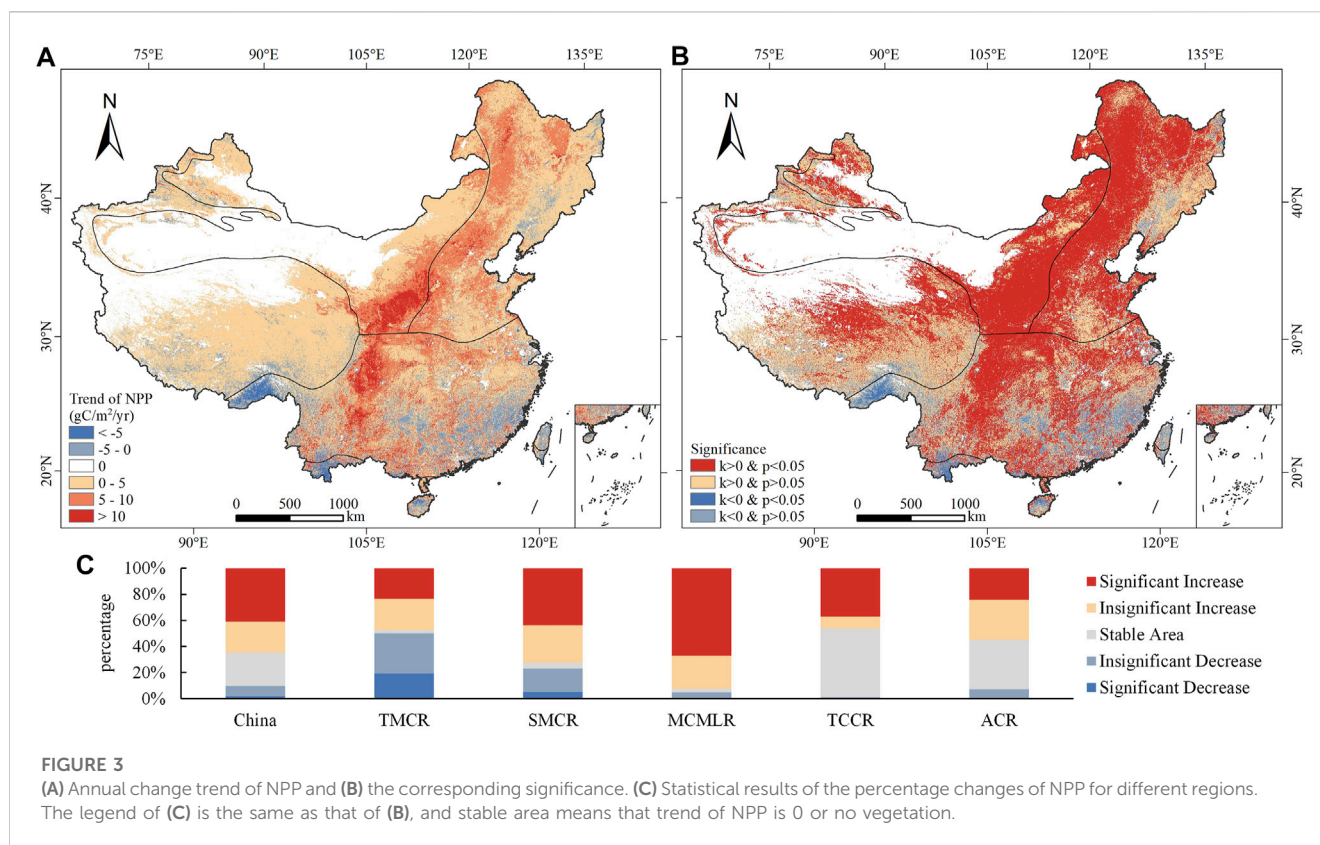 A
75°E 90°E 105°E 120°E 135°E
N
40°N
30°N
20°N
Trend of NPP
(gC/m²/yr)
< -5
-5 - 0
0
0 - 5
5 - 10
> 10
0 500 1000
km
90°E 105°E 120°E
B
75°E 90°E 105°E 120°E 135°E
N
40°N
30°N
20°N
Significance
k>0 & p<0.05
k>0 & p>0.05
k<0 & p<0.05
k<0 & p>0.05
0 500 1000
km
90°E 105°E 120°E
C
percentage
100%
80%
60%
40%
20%
0%
China TMCR SMCR MCMLR TCCR ACR
Significant Increase
Insignificant Increase
Stable Area
Insignificant Decrease
Significant Decrease
FIGURE 3
(A) Annual change trend of NPP and (B) the corresponding significance. (C) Statistical results of the percentage changes of NPP for different regions.
The legend of (C) is the same as that of (B), and stable area means that trend of NPP is 0 or no vegetation.